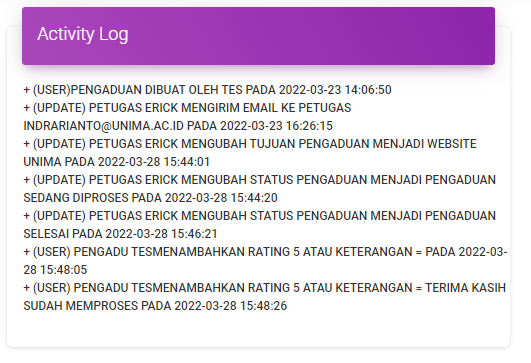 Activity Log
+ (USER)PENGADUAN DIBUAT OLEH TES PADA 2022-03-23 14:06:50
+ (UPDATE) PETUGAS ERICK MENGIRIM EMAIL KE PETUGAS
INDRARIANTO@UNIMA.AC.ID PADA 2022-03-23 16:26:15
+ (UPDATE) PETUGAS ERICK MENGUBAH TUJUAN PENGADUAN MENJADI WEBSITE
UNIMA PADA 2022-03-28 15:44:01
+ (UPDATE) PETUGAS ERICK MENGUBAH STATUS PENGADUAN MENJADI PENGADUAN
SEDANG DIPROSES PADA 2022-03-28 15:44:20
+ (UPDATE) PETUGAS ERICK MENGUBAH STATUS PENGADUAN MENJADI PENGADUAN
SELESAI PADA 2022-03-28 15:46:21
+ (USER) PENGADU TESMENAMBAHKAN RATING 5 ATAU KETERANGAN = PADA 2022-03-
28 15:48:05
+ (USER) PENGADU TESMENAMBAHKAN RATING 5 ATAU KETERANGAN = TERIMA KASIH
SUDAH MEMPROSES PADA 2022-03-28 15:48:26